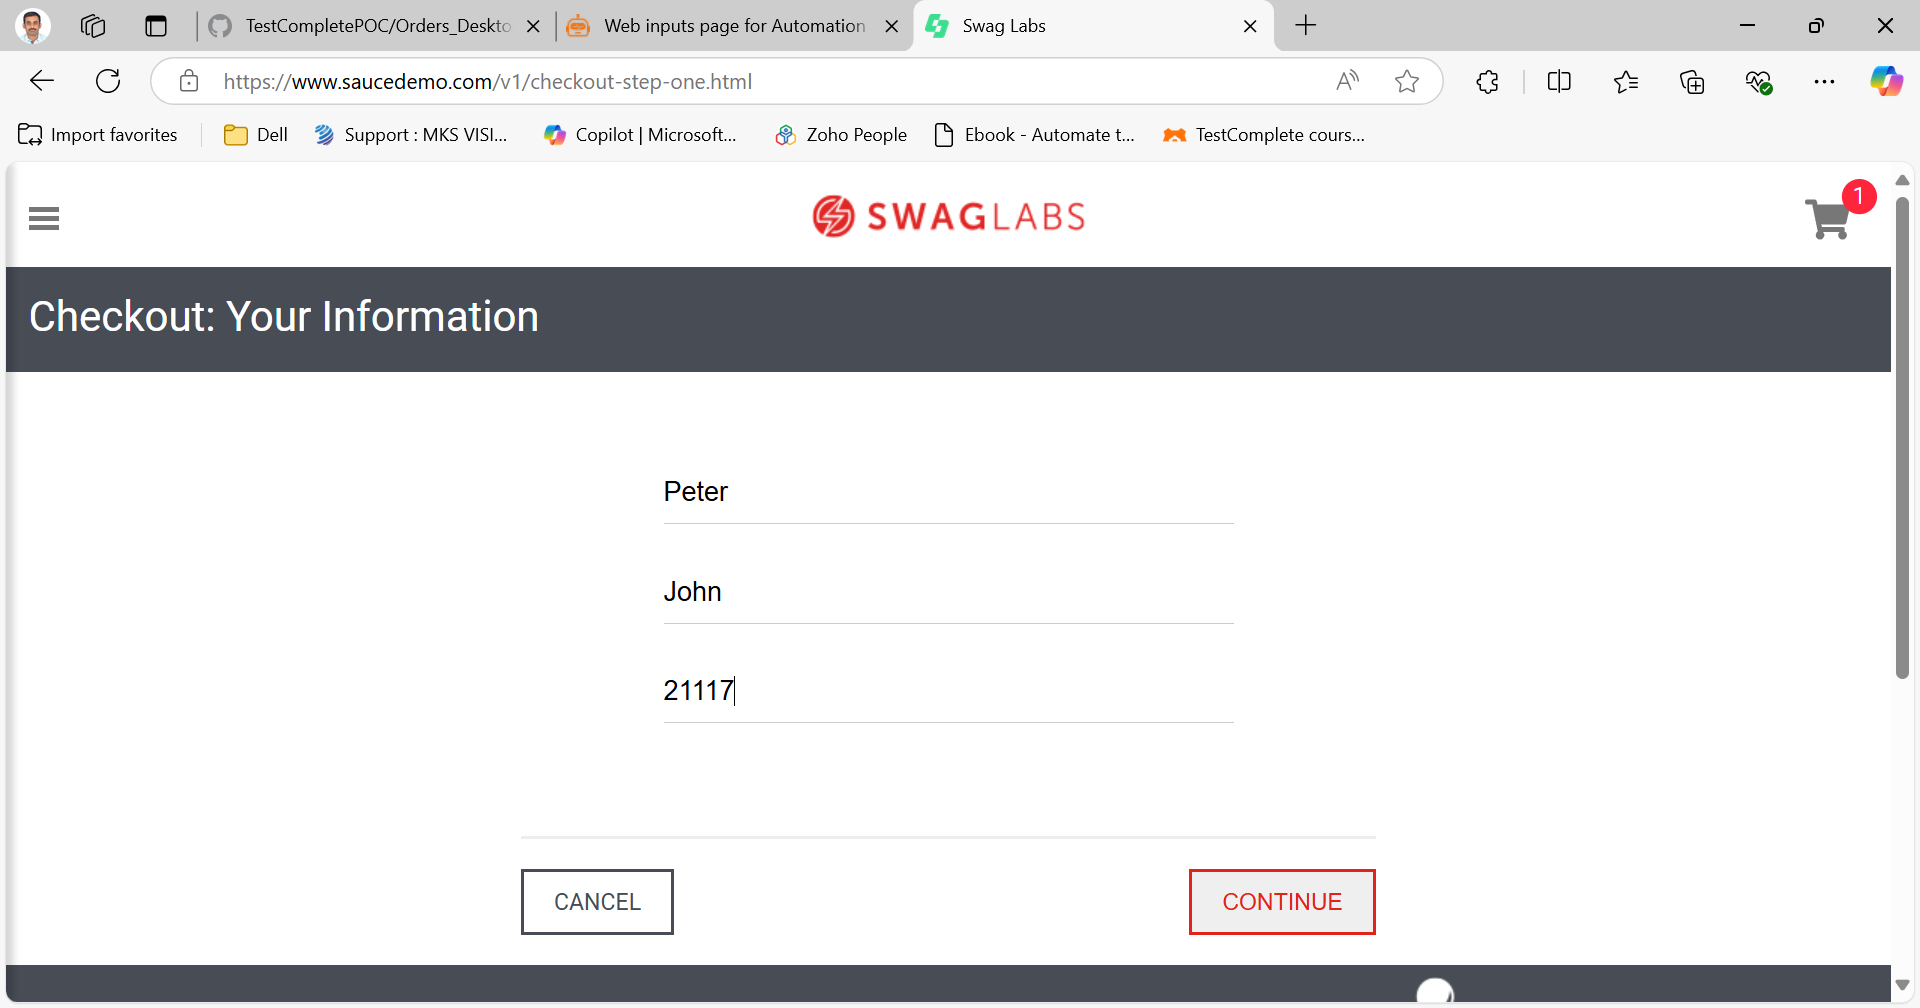 TestCompletePOC/Orders_Deskto
Web inputs page for Automation
Swag Labs
https://www.saucedemo.com/v1/checkout-step-one.html
Import favorites
Dell
Support : MKS VISI...
Copilot | Microsoft...
Zoho People
Ebook - Automate t...
TestComplete cours...
SWAGLABS
1
Checkout: Your Information
Peter
John
21117
CANCEL
CONTINUE